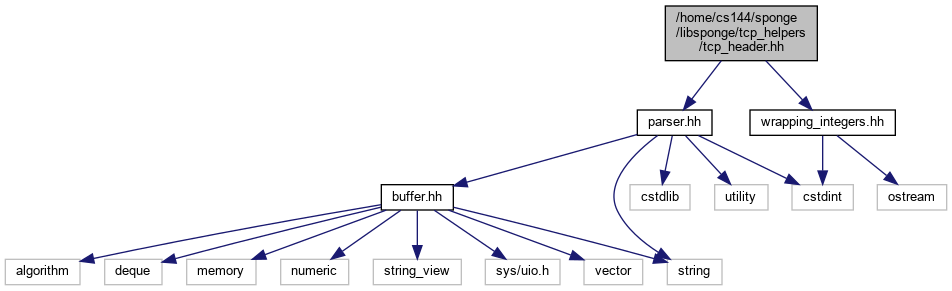 /home/cs144/sponge
/libsponge/tcp_helpers
/tcp_header.hh
parser.hh
wrapping_integers.hh
buffer.hh
cstdlib
utility
cstdint
ostream
algorithm
deque
memory
numeric
string_view
sys/uio.h
vector
string